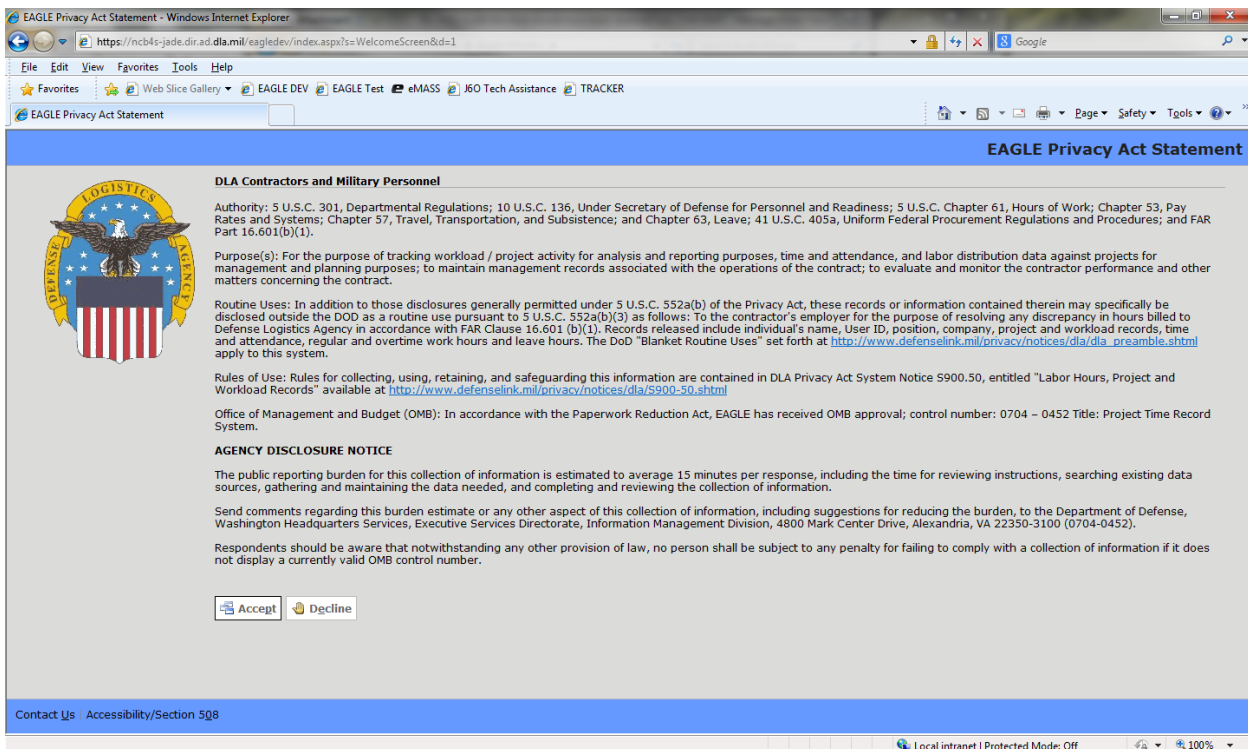 EAGLE Privacy Act Statement - Windows Internet Explorer
https://ncb4s-jade.dir.ad.dla.mil/eagledev/index.aspx?s=WelcomeScreen&d=1
Google
File Edit View Favorites Tools Help
Favorites Web Slice Gallery EAGLE DEV EAGLE Test eMASS J6O Tech Assistance TRACKER
EAGLE Privacy Act Statement
Page Safety Tools
EAGLE Privacy Act Statement
DEFENSE LOGISTICS AGENCY
DLA Contractors and Military Personnel
Authority: 5 U.S.C. 301, Departmental Regulations; 10 U.S.C. 136, Under Secretary of Defense for Personnel and Readiness; 5 U.S.C. Chapter 61, Hours of Work; Chapter 53, Pay
Rates and Systems; Chapter 57, Travel, Transportation, and Subsistence; and Chapter 63, Leave; 41 U.S.C. 405a, Uniform Federal Procurement Regulations and Procedures; and FAR
Part 16.601(b)(1).
Purpose(s): For the purpose of tracking workload / project activity for analysis and reporting purposes, time and attendance, and labor distribution data against projects for
management and planning purposes; to maintain management records associated with the operations of the contract; to evaluate and monitor the contractor performance and other
matters concerning the contract.
Routine Uses: In addition to those disclosures generally permitted under 5 U.S.C. 552a(b) of the Privacy Act, these records or information contained therein may specifically be
disclosed outside the DOD as a routine use pursuant to 5 U.S.C. 552a(b)(3) as follows: To the contractor's employer for the purpose of resolving any discrepancy in hours billed to
Defense Logistics Agency in accordance with FAR Clause 16.601 (b)(1). Records released include individual's name, User ID, position, company, project and workload records, time
and attendance, regular and overtime work hours and leave hours. The DoD "Blanket Routine Uses" set forth at http://www.defenselink.mil/privacy/notices/dla/dla_preamble.shtml
apply to this system.
Rules of Use: Rules for collecting, using, retaining, and safeguarding this information are contained in DLA Privacy Act System Notice S900.50, entitled "Labor Hours, Project and
Workload Records" available at http://www.defenselink.mil/privacy/notices/dla/S900-50.shtml
Office of Management and Budget (OMB): In accordance with the Paperwork Reduction Act, EAGLE has received OMB approval; control number: 0704 – 0452 Title: Project Time Record
System.
AGENCY DISCLOSURE NOTICE
The public reporting burden for this collection of information is estimated to average 15 minutes per response, including the time for reviewing instructions, searching existing data
sources, gathering and maintaining the data needed, and completing and reviewing the collection of information.
Send comments regarding this burden estimate or any other aspect of this collection of information, including suggestions for reducing the burden, to the Department of Defense,
Washington Headquarters Services, Executive Services Directorate, Information Management Division, 4800 Mark Center Drive, Alexandria, VA 22350-3100 (0704-0452).
Respondents should be aware that notwithstanding any other provision of law, no person shall be subject to any penalty for failing to comply with a collection of information if it does
not display a currently valid OMB control number.
Accept Decline
Contact Us | Accessibility/Section 508
Local intranet | Protected Mode: Off 100%